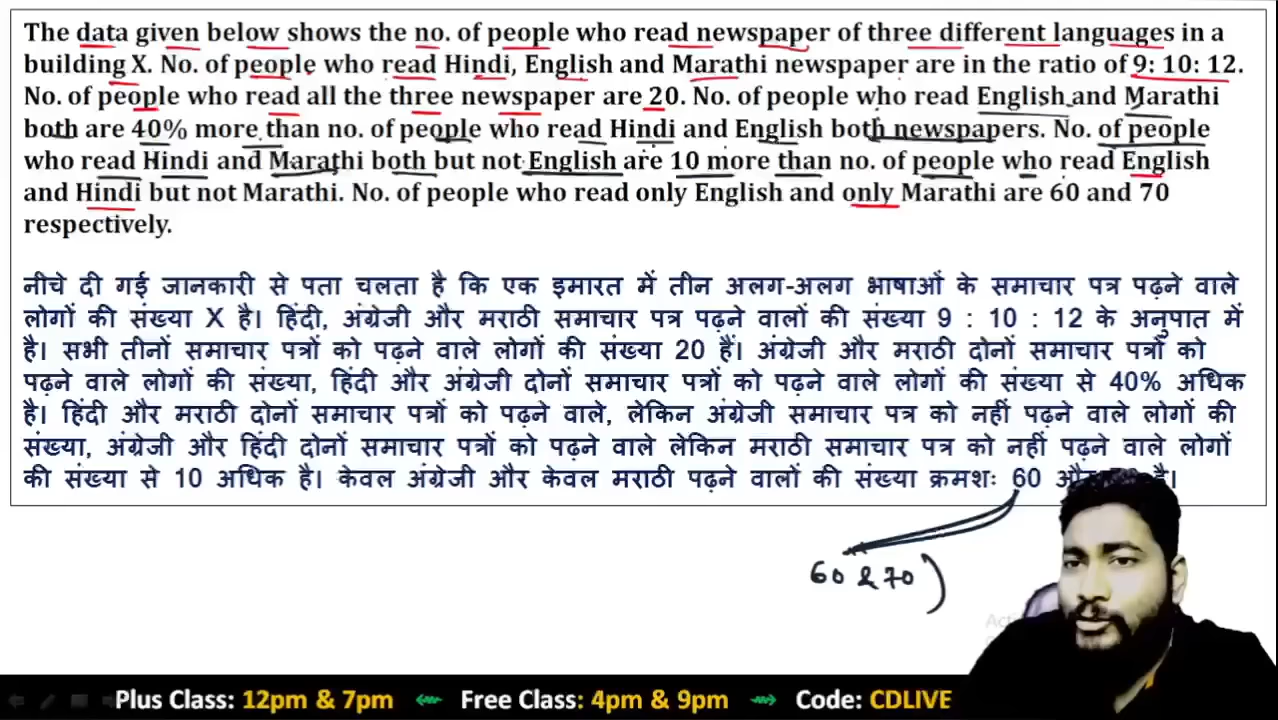 The data given below shows the no. of people who read newspaper of three different languages in a
building X. No. of people who read Hindi, English and Marathi newspaper are in the ratio of 9: 10: 12.
No. of people who read all the three newspaper are 20. No. of people who read English and Marathi
both are 40% more than no. of people who read Hindi and English both newspapers. No. of people
who read Hindi and Marathi both but not English are 10 more than no. of people who read English
and Hindi but not Marathi. No. of people who read only English and only Marathi are 60 and 70
respectively.
नीचे दी गई जानकारी से पता चलता है कि एक इमारत में तीन अलग-अलग भाषाओं के समाचार पत्र पढ़ने वाले
लोगों की संख्या X है। हिंदी, अंग्रेजी और मराठी समाचार पत्र पढ़ने वालों की संख्या 9 : 10 : 12 के अनुपात में
है। सभी तीनों समाचार पत्रों को पढ़ने वाले लोगों की संख्या 20 हैं। अंग्रेजी और मराठी दोनों समाचार पत्रों को
पढ़ने वाले लोगों की संख्या, हिंदी और अंग्रेजी दोनों समाचार पत्रों को पढ़ने वाले लोगों की संख्या से 40% अधिक
है। हिंदी और मराठी दोनों समाचार पत्रों को पढ़ने वाले, लेकिन अंग्रेजी समाचार पत्र को नहीं पढ़ने वाले लोगों की
संख्या, अंग्रेजी और हिंदी दोनों समाचार पत्रों को पढ़ने वाले लेकिन मराठी समाचार पत्र को नहीं पढ़ने वाले लोगों
की संख्या से 10 अधिक है। केवल अंग्रेजी और केवल मराठी पढ़ने वालों की संख्या क्रमशः 60 है।
60 & 70)
Plus Class: 12pm & 7pm Free Class: 4pm & 9pm Code: CDLIVE